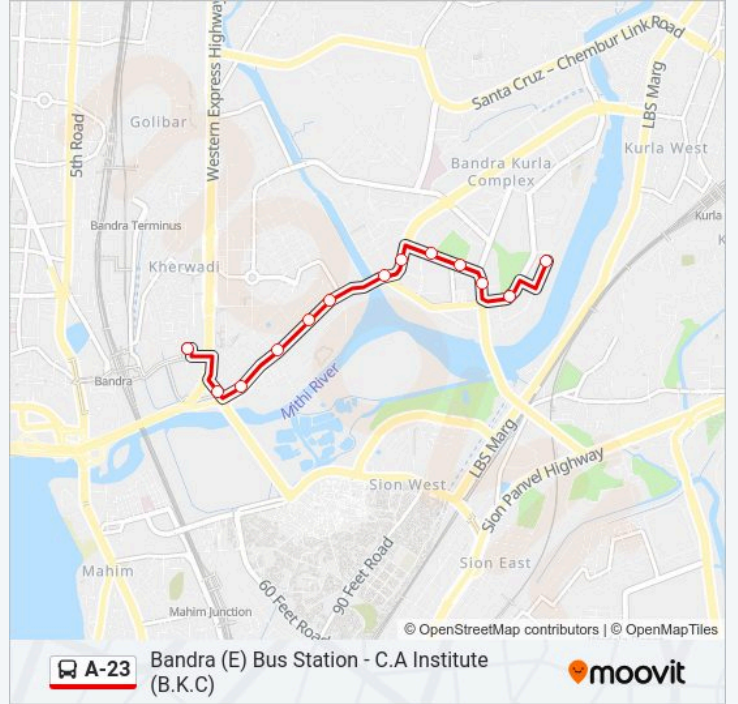 Western Express Highway
5th Road
Golibar
Santa Cruz – Chembur Link Road
LBS Marg
Kurla West
Bandra Kurla
Complex
Bandra Terminus
Kurla
K
Kherwadi
Bandra
Mithi River
LBS Marg
Sion Panvel Highway
Sion West
Sion East
Mahim
90 Feet Road
60 Feet Road
Mahim Junction
© OpenStreetMap contributors | © OpenMapTiles
A-23
Bandra (E) Bus Station - C.A Institute
(B.K.C)
moovit